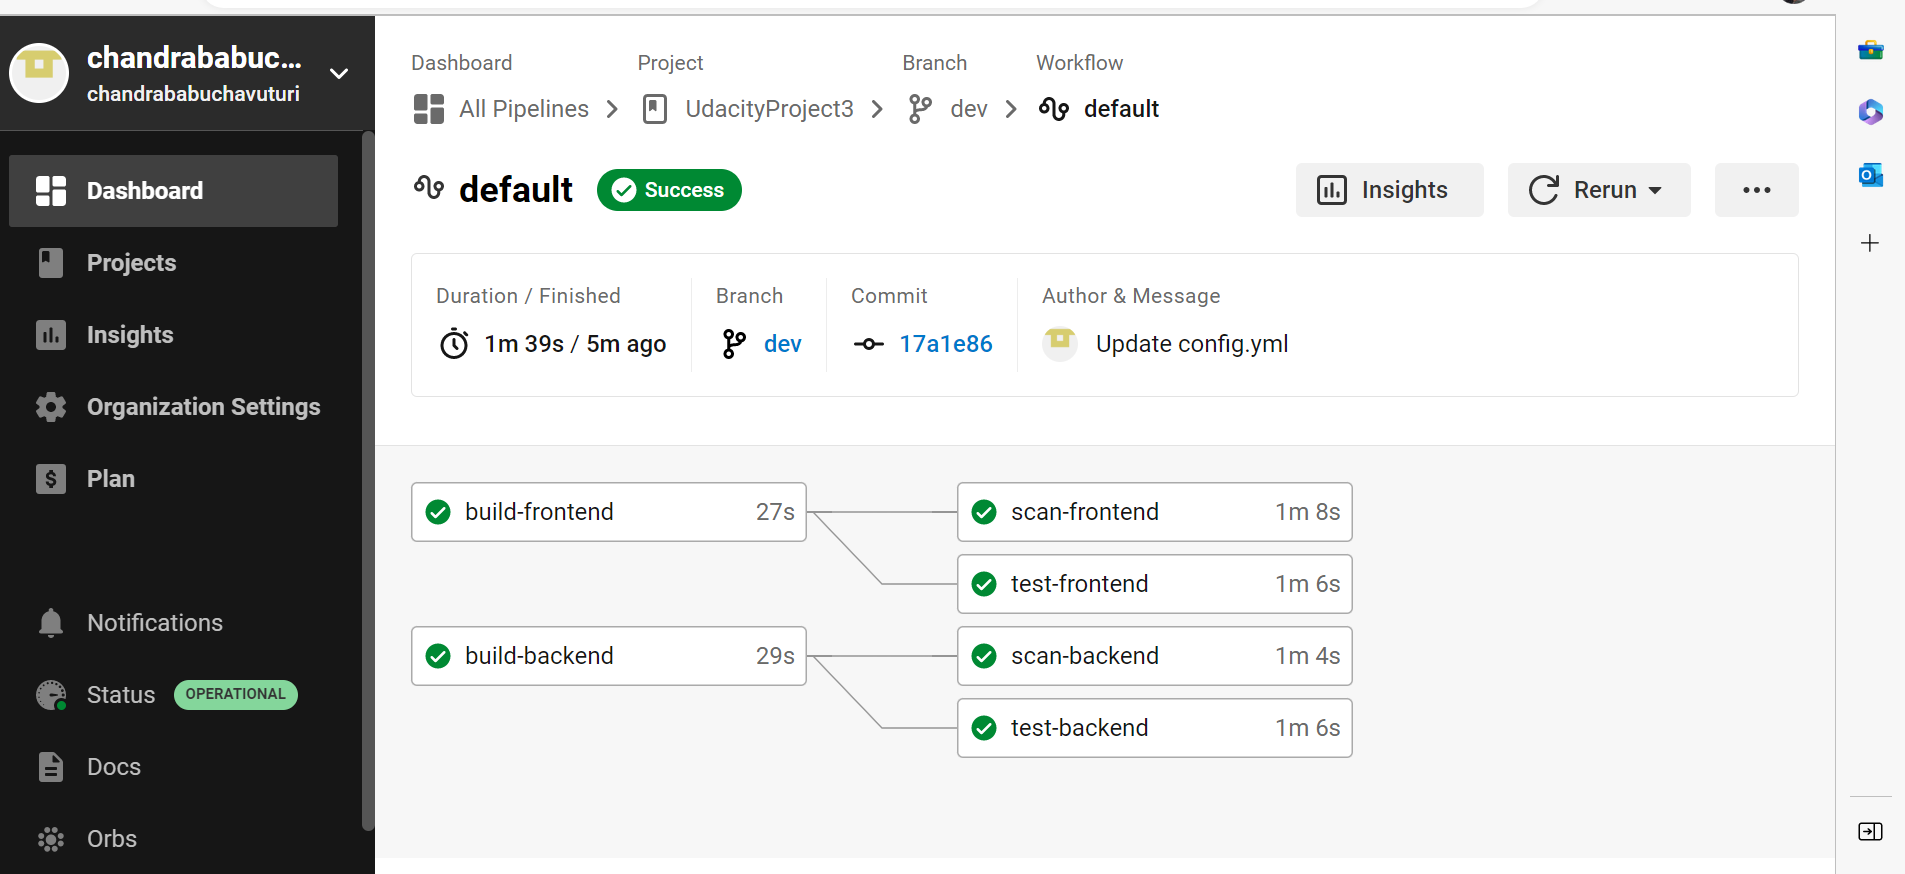 chandrababuc...
chandrababuchavuturi
Dashboard
Projects
Insights
Organization Settings
Plan
Notifications
Status OPERATIONAL
Docs
Orbs
Dashboard Project Branch Workflow
All Pipelines UdacityProject3 dev default
default Success Insights Rerun
Duration / Finished Branch Commit Author & Message
1m 39s / 5m ago dev 17a1e86 Update config.yml
build-frontend 27s scan-frontend 1m 8s
test-frontend 1m 6s
build-backend 29s scan-backend 1m 4s
test-backend 1m 6s